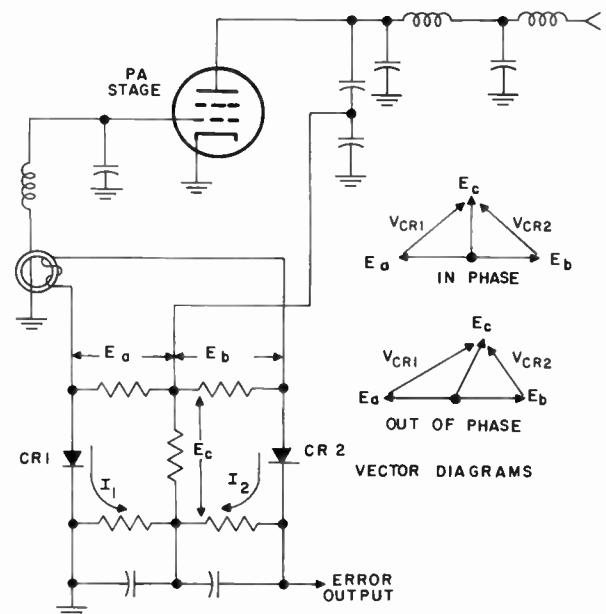 PA
STAGE
Ec
VCR1
VCR2
Ea
Eb
IN PHASE
Ec
VCR1
VCR2
Ea
Eb
OUT OF PHASE
VECTOR DIAGRAMS
Ea
Eb
Ec
CR1
CR 2
I1
I2
ERROR
OUTPUT